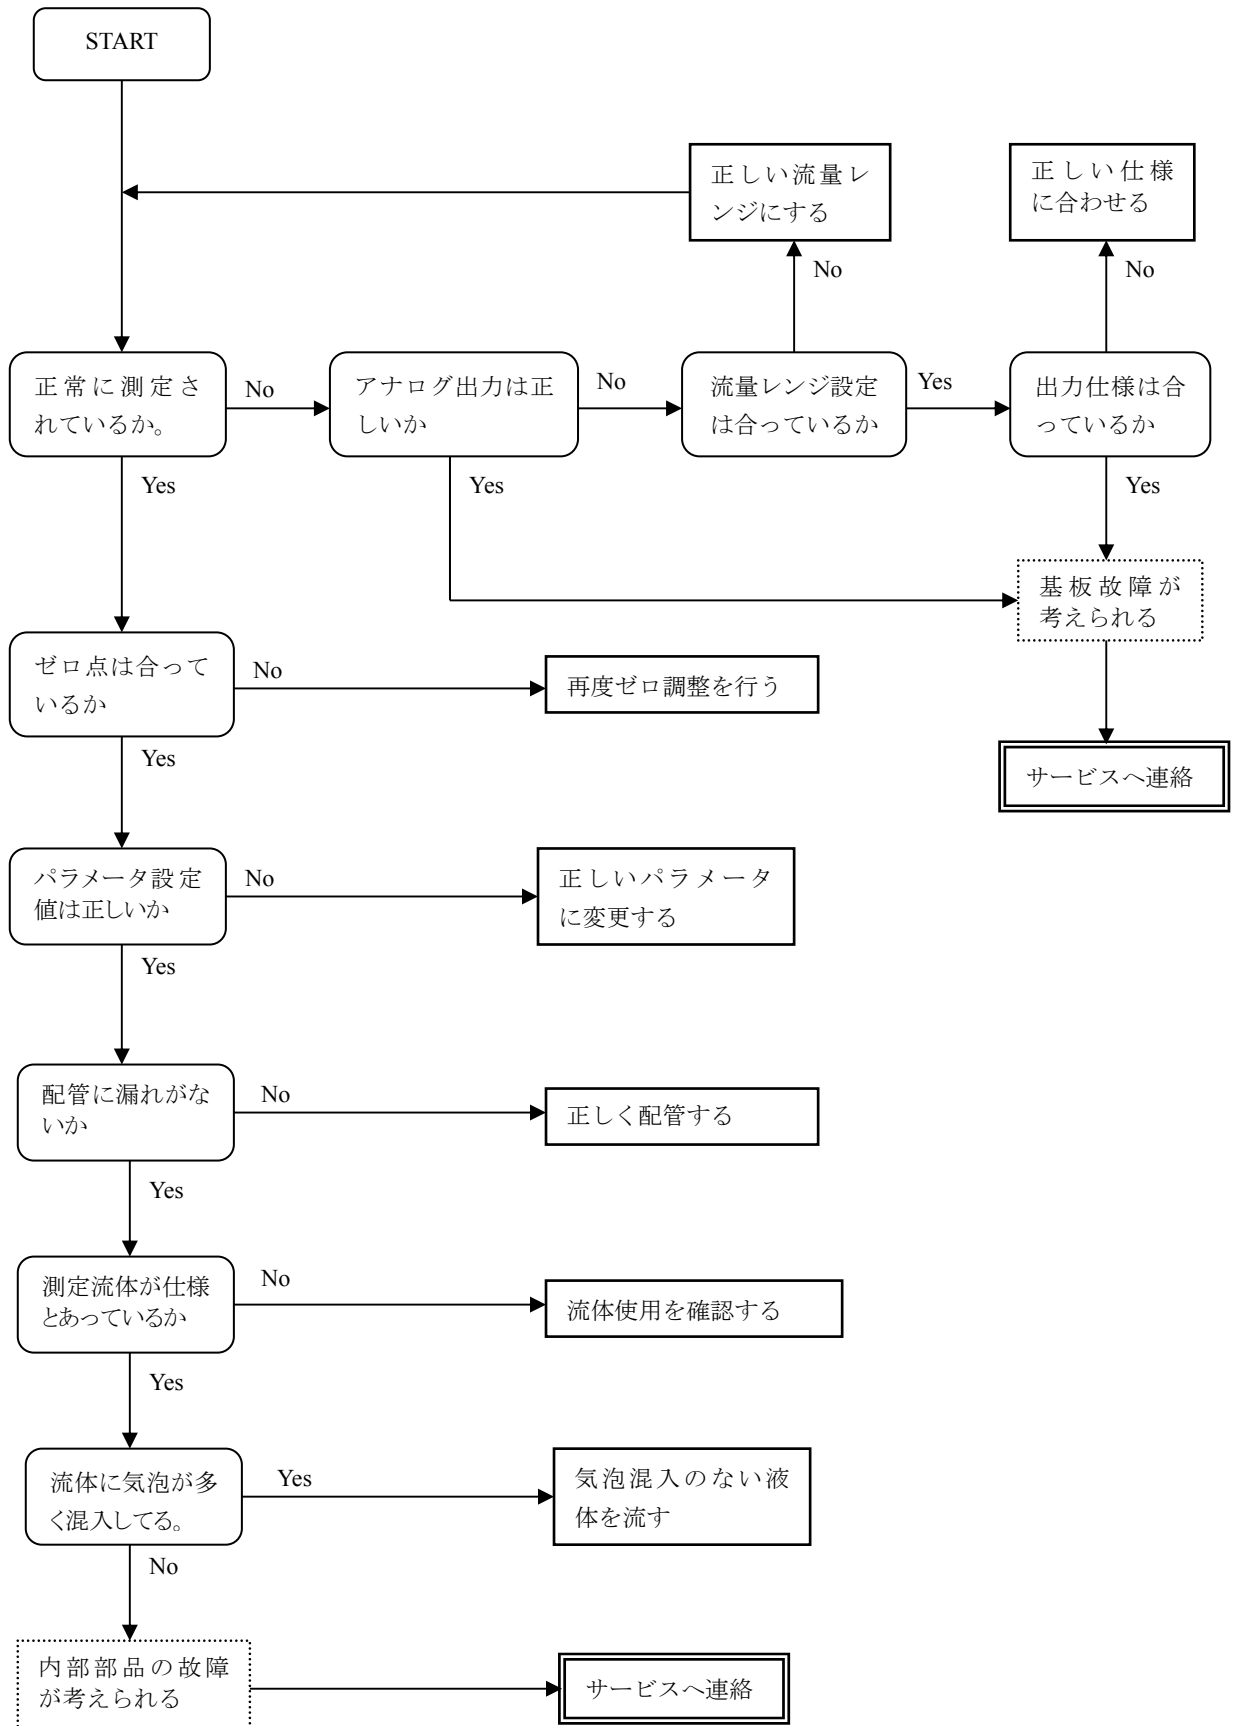 START
正しい流量レ
ンジにする
正しい仕様
に合わせる
No
No
正常に測定さ
れているか。
No
アナログ出力は正
しいか
No
流量レンジ設定
は合っているか
Yes
出力仕様は合
っているか
Yes
Yes
Yes
基板故障が
考えられる
ゼロ点は合って
いるか
No
再度ゼロ調整を行う
Yes
サービスへ連絡
パラメータ設定
値は正しいか
No
正しいパラメータ
に変更する
Yes
配管に漏れがな
いか
No
正しく配管する
Yes
測定流体が仕様
とあっているか
No
流体使用を確認する
Yes
流体に気泡が多
く混入してる。
Yes
気泡混入のない液
体を流す
No
内部部品の故障
が考えられる
サービスへ連絡